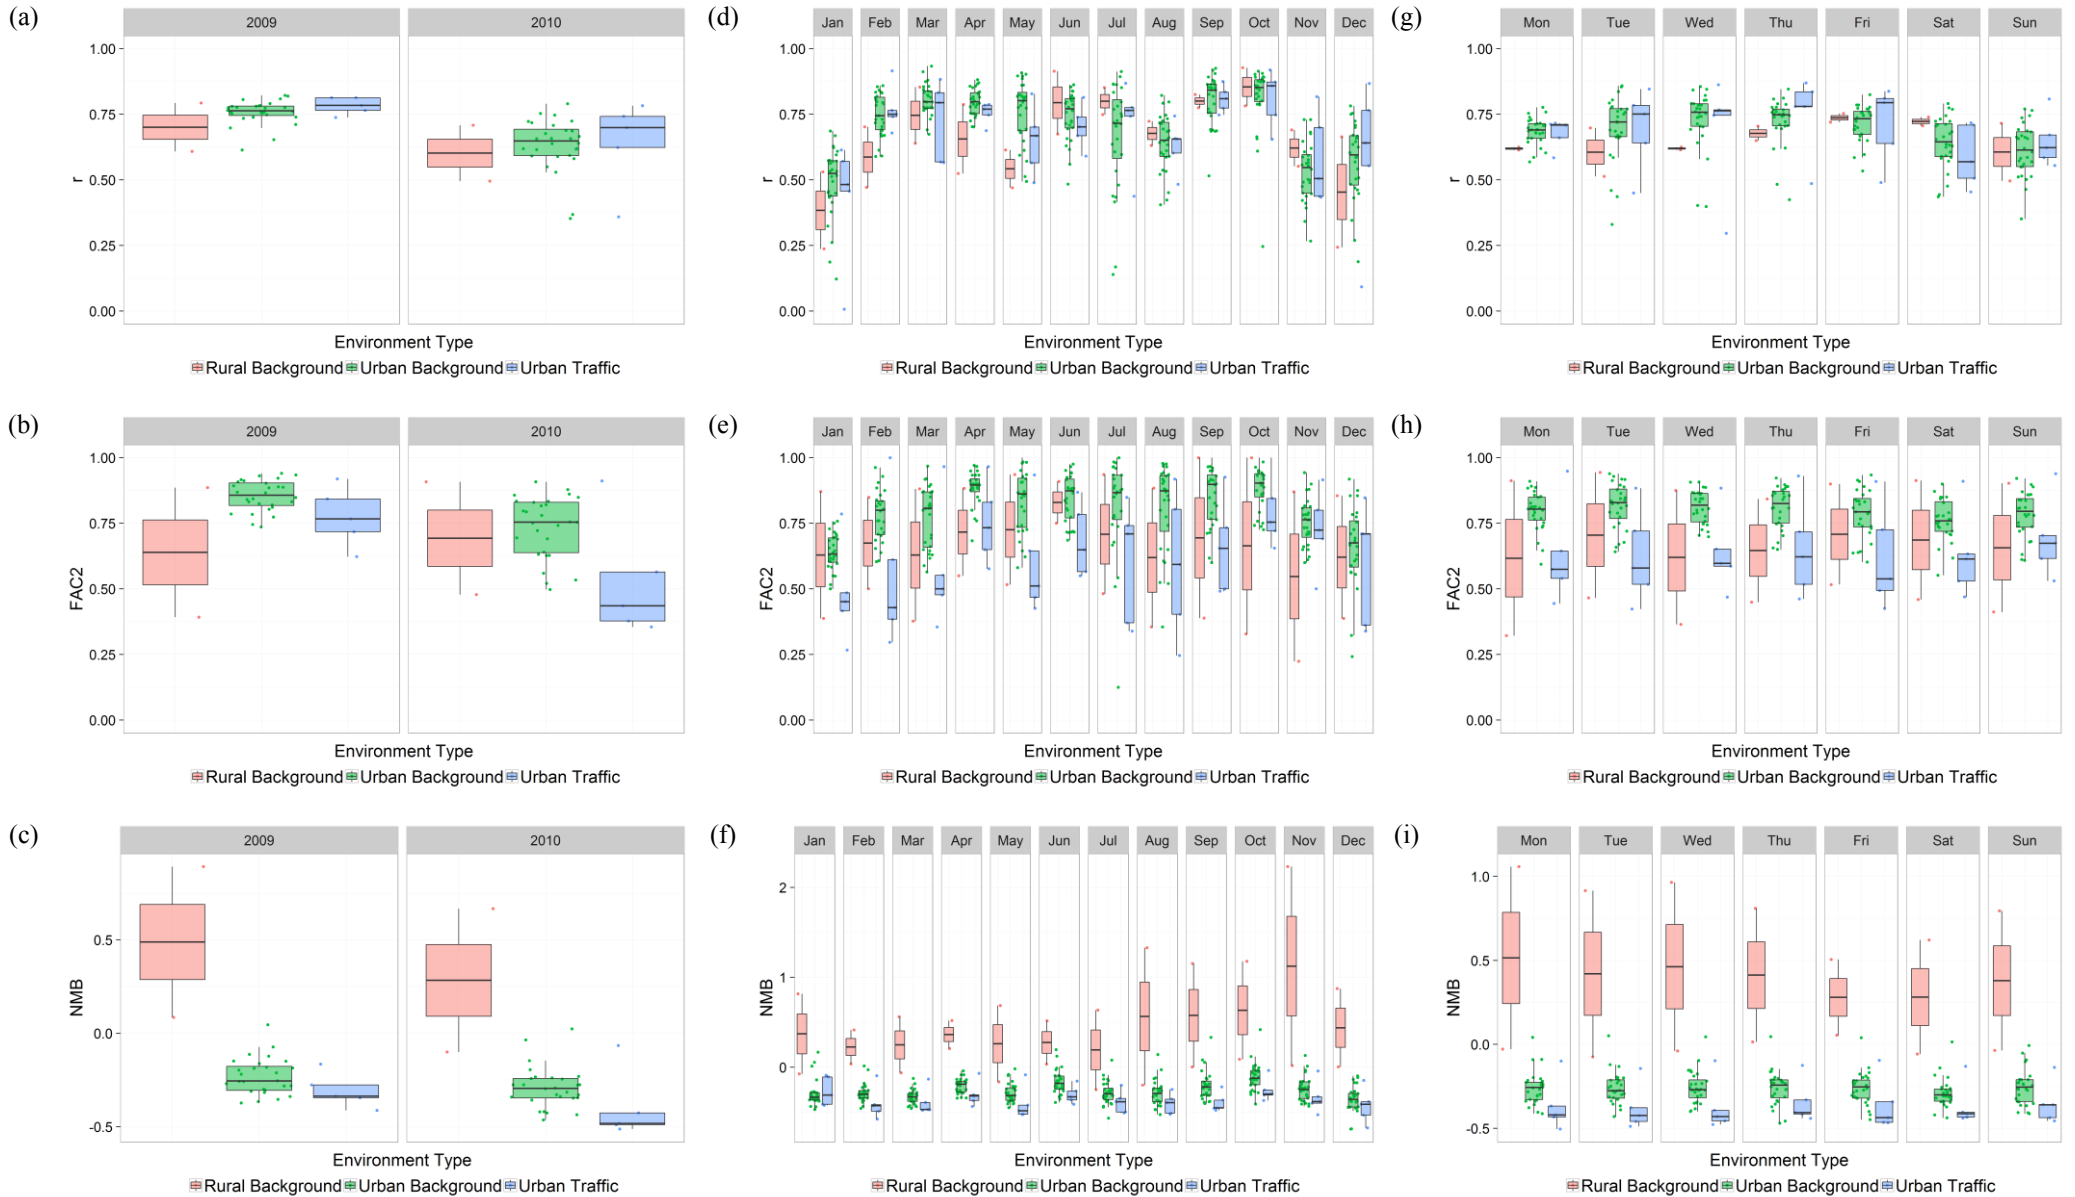 (a)
2009 2010
1.00
0.75
0.50
0.25
0.00
r
Environment Type
Rural Background Urban Background Urban Traffic
(d)
Jan Feb Mar Apr May Jun Jul Aug Sep Oct Nov Dec
1.00
0.75
0.50
0.25
0.00
r
Environment Type
Rural Background Urban Background Urban Traffic
(g)
Mon Tue Wed Thu Fri Sat Sun
1.00
0.75
0.50
0.25
0.00
r
Environment Type
Rural Background Urban Background Urban Traffic
(b)
2009 2010
1.00
0.75
0.50
0.25
0.00
FAC2
Environment Type
Rural Background Urban Background Urban Traffic
(e)
Jan Feb Mar Apr May Jun Jul Aug Sep Oct Nov Dec
1.00
0.75
0.50
0.25
0.00
FAC2
Environment Type
Rural Background Urban Background Urban Traffic
(h)
Mon Tue Wed Thu Fri Sat Sun
1.00
0.75
0.50
0.25
0.00
FAC2
Environment Type
Rural Background Urban Background Urban Traffic
(c)
2009 2010
0.5
0.0
-0.5
NMB
Environment Type
Rural Background Urban Background Urban Traffic
(f)
Jan Feb Mar Apr May Jun Jul Aug Sep Oct Nov Dec
2
1
0
NMB
Environment Type
Rural Background Urban Background Urban Traffic
(i)
Mon Tue Wed Thu Fri Sat Sun
1.0
0.5
0.0
-0.5
NMB
Environment Type
Rural Background Urban Background Urban Traffic